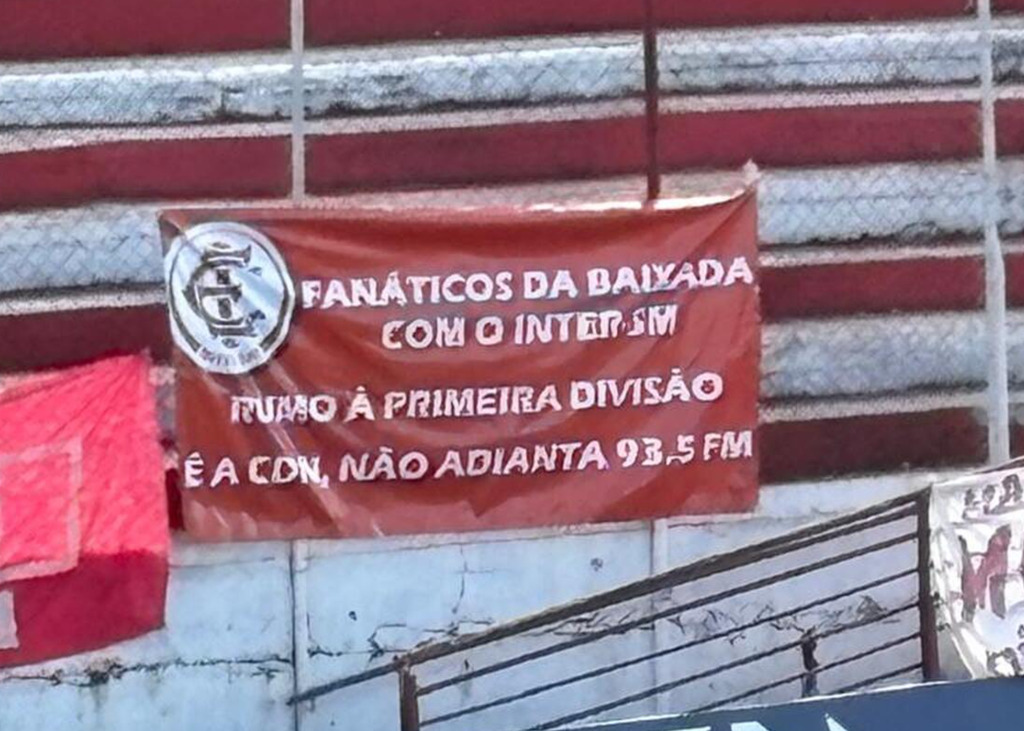 FANÁTICOS DA BAIXADA
COM O INTER-SM
RUMO À PRIMEIRA DIVISÃO
É A CDN, NÃO ADIANTA 93.5 FM